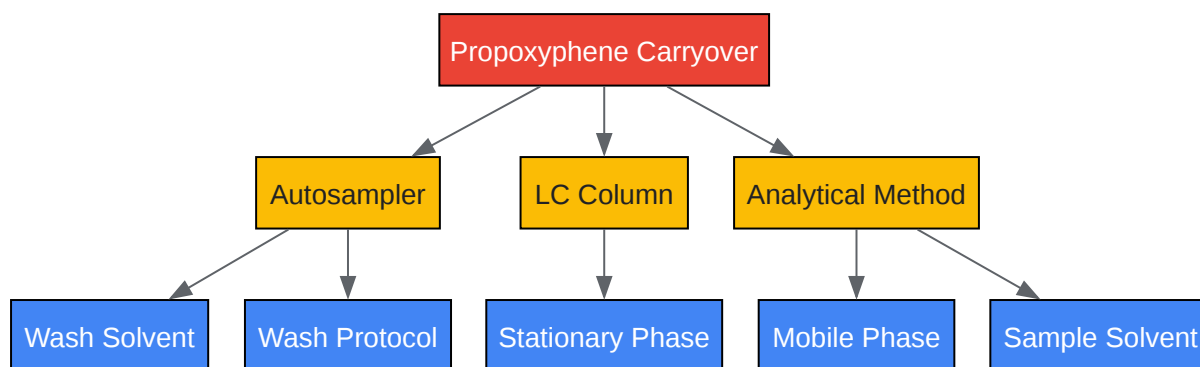 Propoxyphene Carryover
Autosampler
LC Column
Analytical Method
Wash Solvent
Wash Protocol
Stationary Phase
Mobile Phase
Sample Solvent